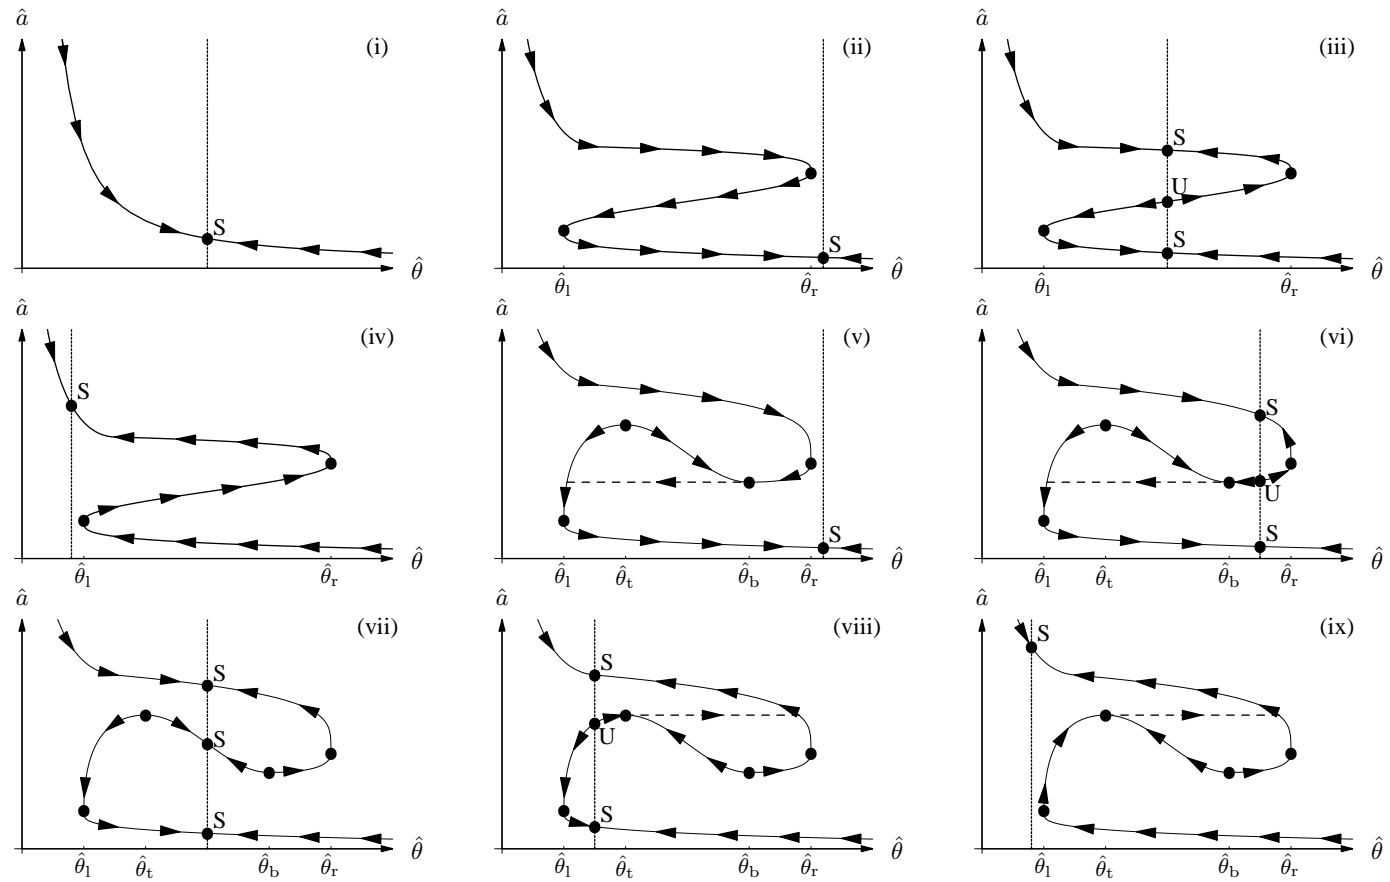 â â â
(i) (ii) (iii)
S S S
U
S S
θ̂ θ̂ θ̂
θ̂l θ̂r θ̂l θ̂r
â â â
(iv) (v) (vi)
S S
U
S S
θ̂ θ̂ θ̂
θ̂l θ̂r θ̂l θ̂t θ̂b θ̂r θ̂l θ̂t θ̂b θ̂r
â â â
(vii) (viii) (ix)
S S S
S U
S S
θ̂ θ̂ θ̂
θ̂l θ̂t θ̂b θ̂r θ̂l θ̂t θ̂b θ̂r θ̂l θ̂t θ̂b θ̂r